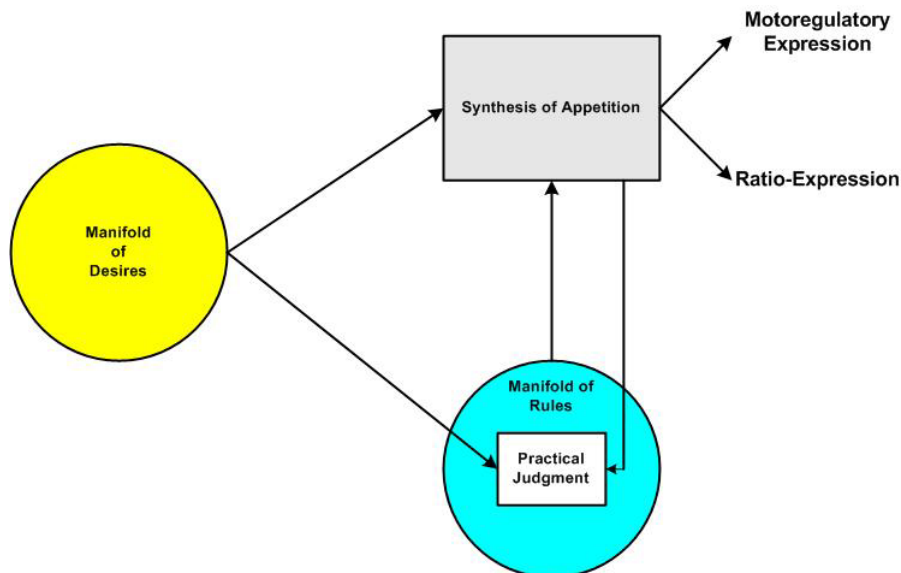 Motoregulatory
Expression
Synthesis of Appetition
Ratio-Expression
Manifold
of
Desires
Manifold of
Rules
Practical
Judgment